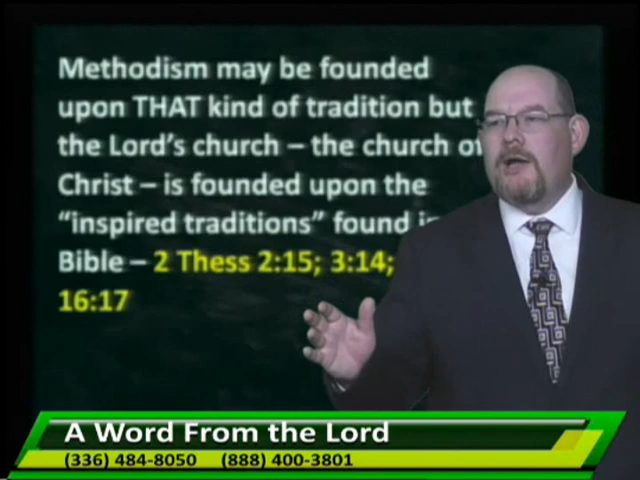 Methodism may be founded
upon THAT kind of tradition but
the Lord's church – the church
Christ – is founded upon the
"inspired traditions" found
Bible – 2 Thess 2:15; 3:14;
16:17
A Word From the Lord
(336) 484-8050 (888) 400-3801